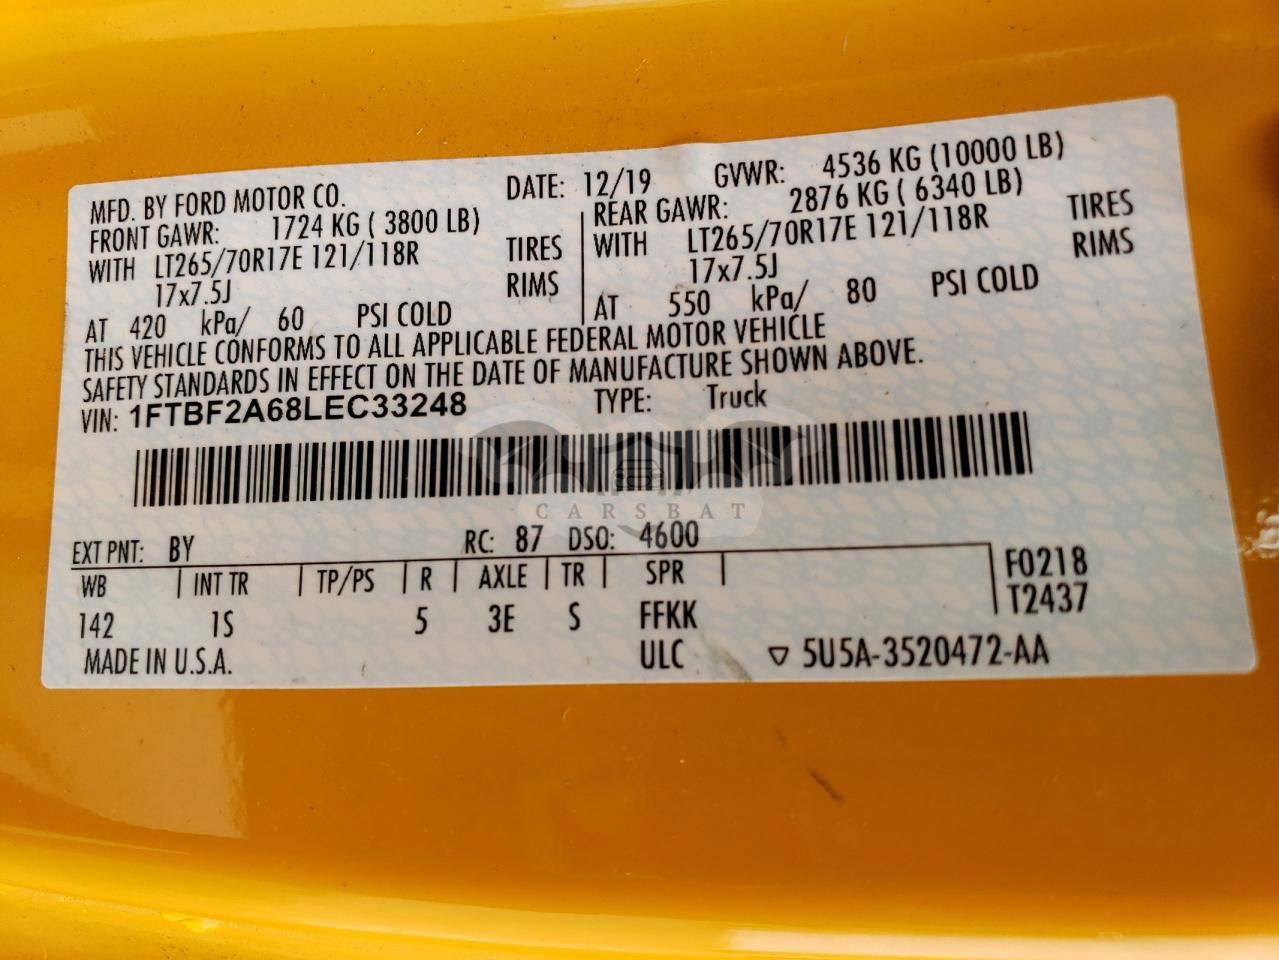 MFD. BY FORD MOTOR CO. DATE: 12/19 GVWR: 4536 KG (10000 LB)
FRONT GAWR: 1724 KG ( 3800 LB) REAR GAWR: 2876 KG ( 6340 LB)
WITH LT265/70R17E 121/118R TIRES WITH LT265/70R17E 121/118R TIRES
17x7.5J RIMS 17x7.5J RIMS
AT 420 kPa/ 60 PSI COLD AT 550 kPa/ 80 PSI COLD
THIS VEHICLE CONFORMS TO ALL APPLICABLE FEDERAL MOTOR VEHICLE
SAFETY STANDARDS IN EFFECT ON THE DATE OF MANUFACTURE SHOWN ABOVE.
VIN: 1FTBF2A68LEC33248 TYPE: Truck
CARSBAT
EXT PNT: BY RC: 87 DSO: 4600
WB INT TR TP/PS R AXLE TR SPR F0218
T2437
142 1S 5 3E S FFKK
MADE IN U.S.A. ULC 5U5A-3520472-AA